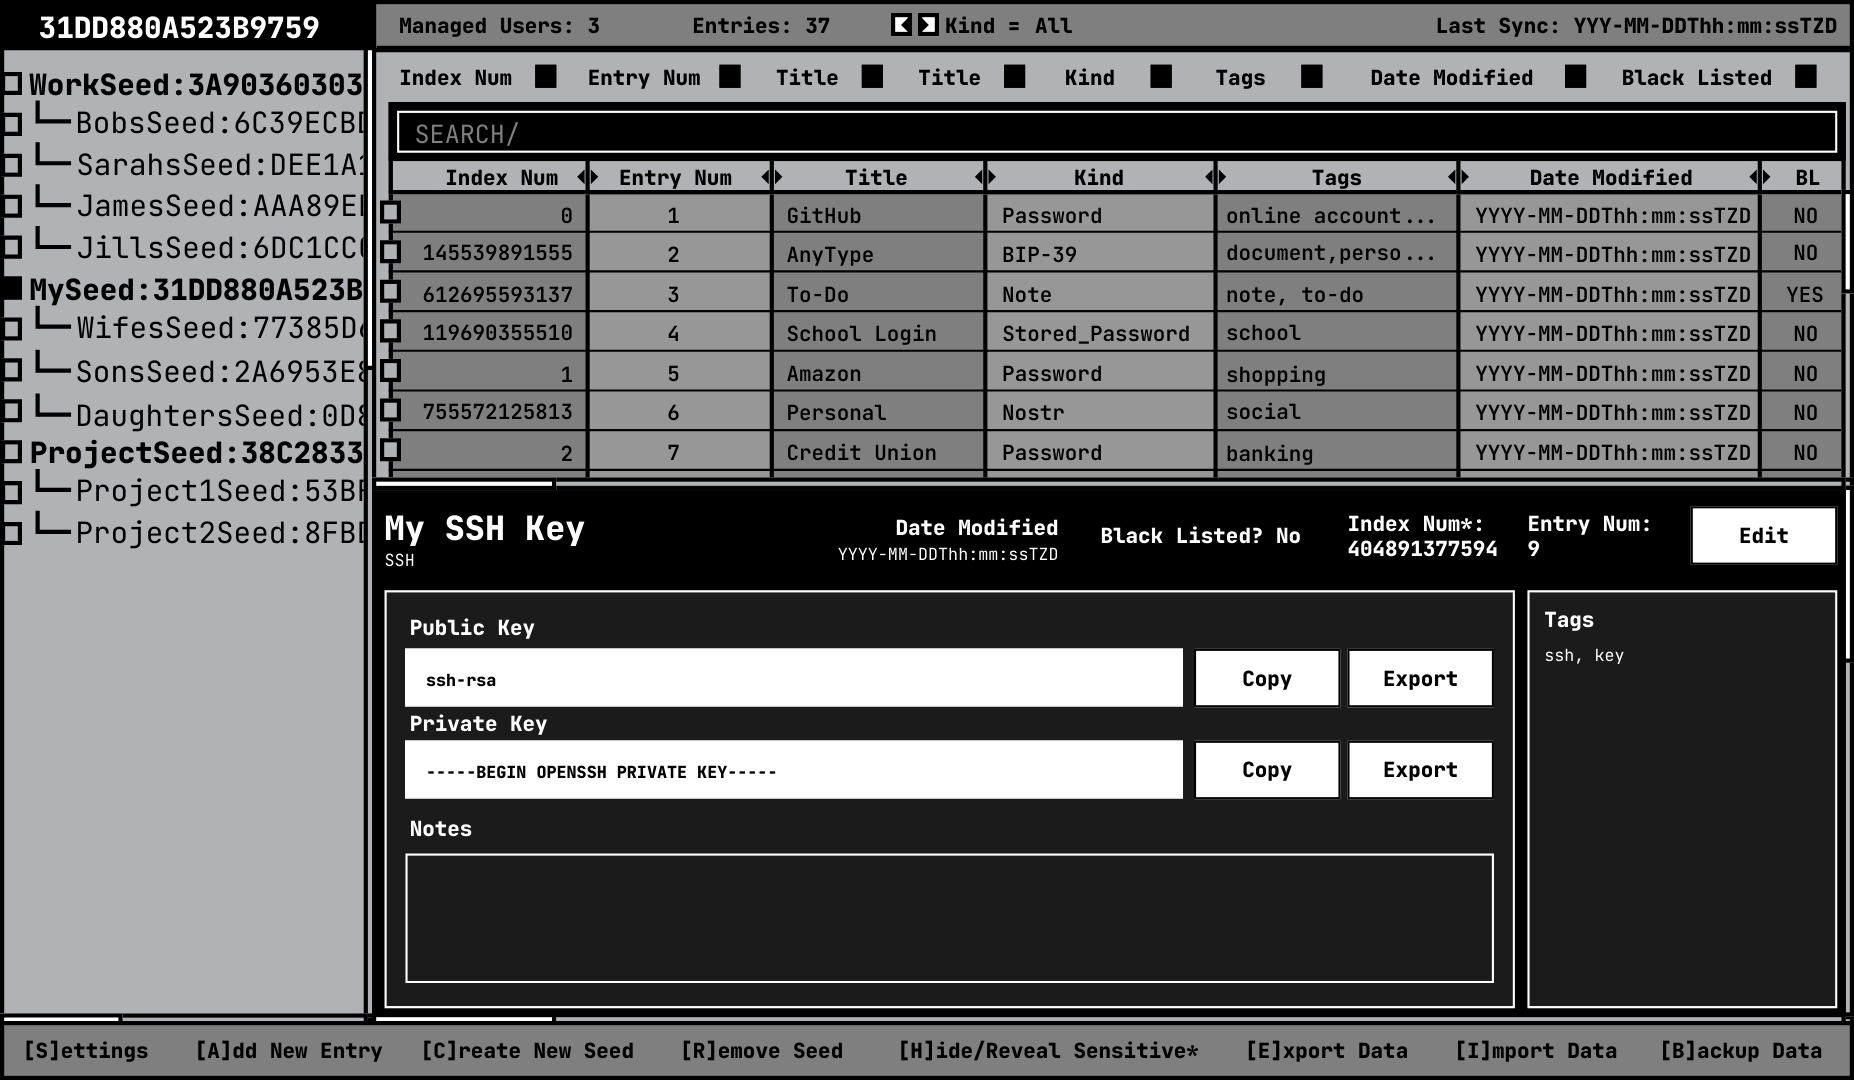 31DD880A523B9759
Managed Users: 3 Entries: 37 Kind = All Last Sync: YYY-MM-DDThh:mm:ssTZD
WorkSeed:3A90360303
BobsSeed:6C39ECBD
SarahsSeed:DEE1A1
JamesSeed:AAA89E
JillsSeed:6DC1CC
MySeed:31DD880A523B
WifesSeed:77385D
SonsSeed:2A6953E8
DaughtersSeed:0D8
ProjectSeed:38C2833
Project1Seed:53B
Project2Seed:8FBD
Index Num Entry Num Title Title Kind Tags Date Modified Black Listed
SEARCH/
Index Num Entry Num Title Kind Tags Date Modified BL
0 1 GitHub Password online account... YYYY-MM-DDThh:mm:ssTZD NO
145539891555 2 AnyType BIP-39 document,perso... YYYY-MM-DDThh:mm:ssTZD NO
612695593137 3 To-Do Note note, to-do YYYY-MM-DDThh:mm:ssTZD YES
119690355510 4 School Login Stored_Password school YYYY-MM-DDThh:mm:ssTZD NO
1 5 Amazon Password shopping YYYY-MM-DDThh:mm:ssTZD NO
755572125813 6 Personal Nostr social YYYY-MM-DDThh:mm:ssTZD NO
2 7 Credit Union Password banking YYYY-MM-DDThh:mm:ssTZD NO
My SSH Key
SSH
Date Modified
YYYY-MM-DDThh:mm:ssTZD
Black Listed? No
Index Num*:
404891377594
Entry Num:
9
Edit
Public Key
ssh-rsa
Copy Export
Private Key
-----BEGIN OPENSSH PRIVATE KEY-----
Copy Export
Notes
Tags
ssh, key
[S]ettings [A]dd New Entry [C]reate New Seed [R]emove Seed [H]ide/Reveal Sensitive* [E]xport Data [I]mport Data [B]ackup Data